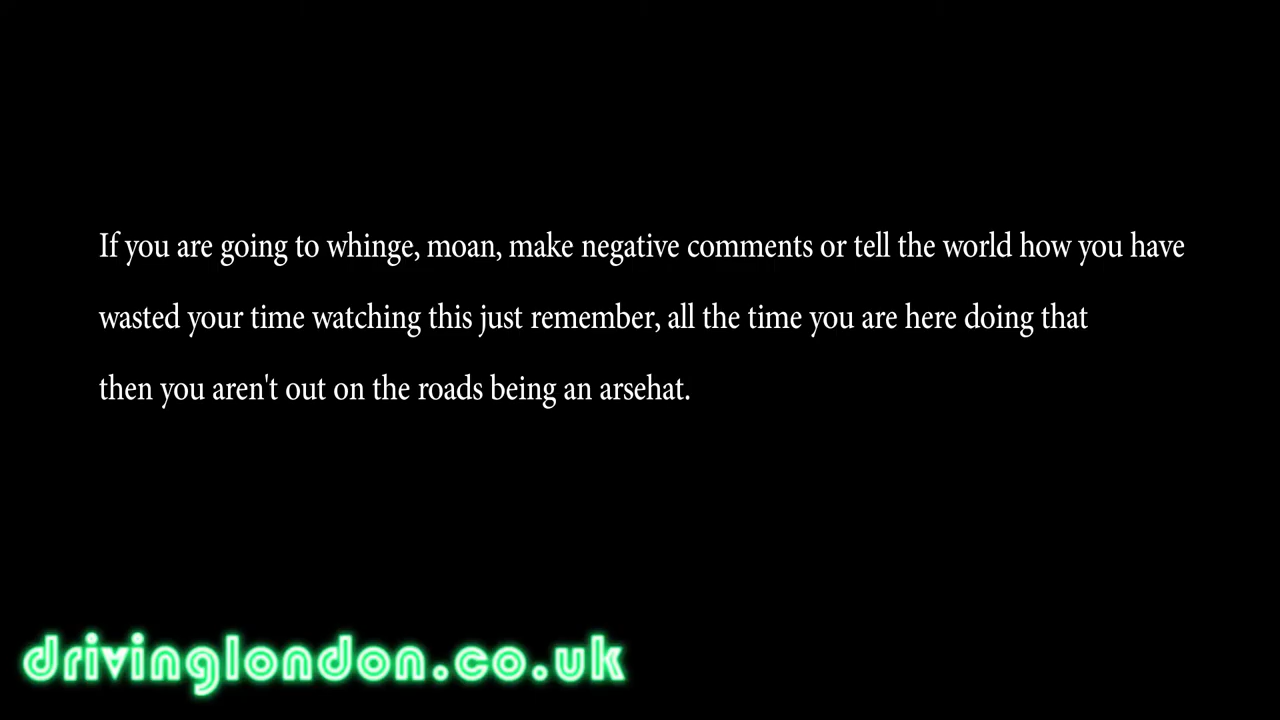 If you are going to whinge, moan, make negative comments or tell the world how you have
wasted your time watching this just remember, all the time you are here doing that
then you aren't out on the roads being an arsehat.
drivinglondon.co.uk